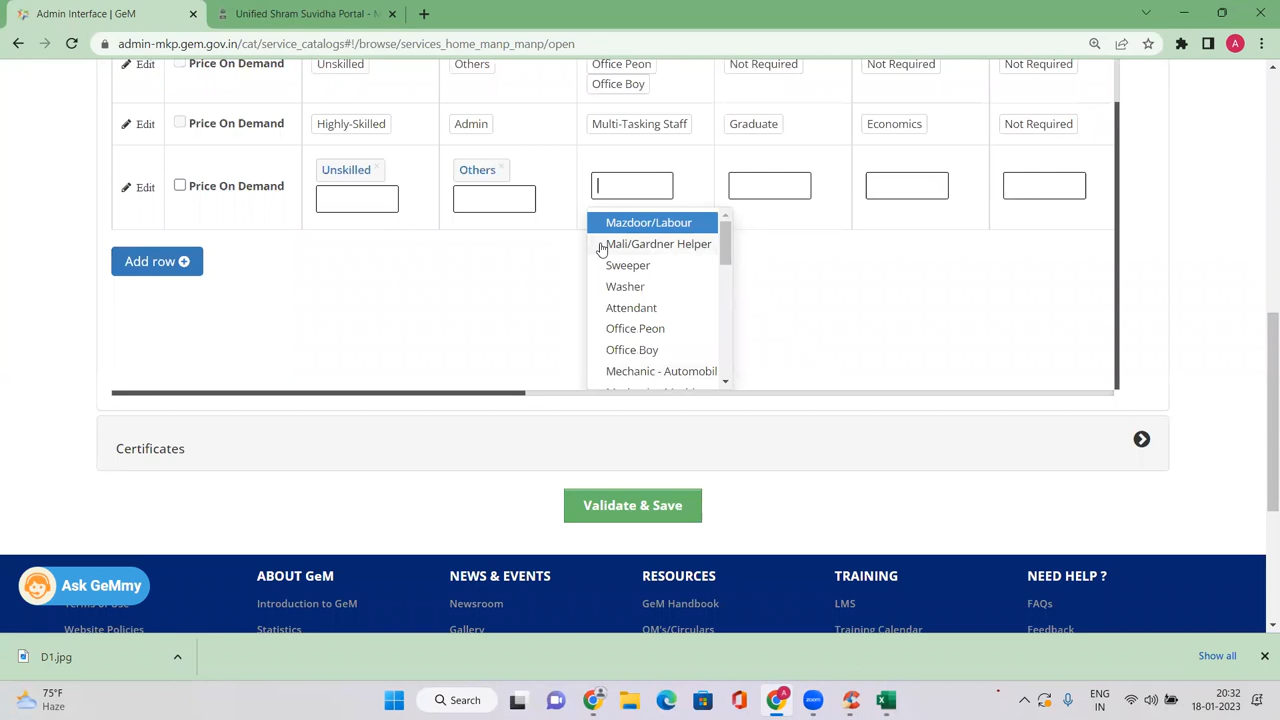 Admin Interface | GeM
Unified Shram Suvidha Portal -
admin-mkp.gem.gov.in/cat/service_catalogs#!/browse/services_home_manp_manp/open
A
Edit Price On Demand Unskilled Others Office Peon Not Required Not Required Not Required
Office Boy
Price On Demand Highly-Skilled Admin Multi-Tasking Staff Graduate Economics Not Required
Edit
Unskilled × Others ×
Edit Price On Demand
Mazdoor/Labour
Mali/Gardner Helper
Add row
Sweeper
Washer
Attendant
Office Peon
Office Boy
Mechanic - Automobil
Certificates
Validate & Save
Ask GeMmy
ABOUT GeM NEWS & EVENTS RESOURCES TRAINING NEED HELP ?
Terms of Use Introduction to GeM Newsroom GeM Handbook LMS FAQs
Website Policies Statistics Gallery OM's/Circulars Training Calendar Feedback
D1.jpg Show all
75°F
Haze
Search
ENG
IN
20:32
18-01-2023